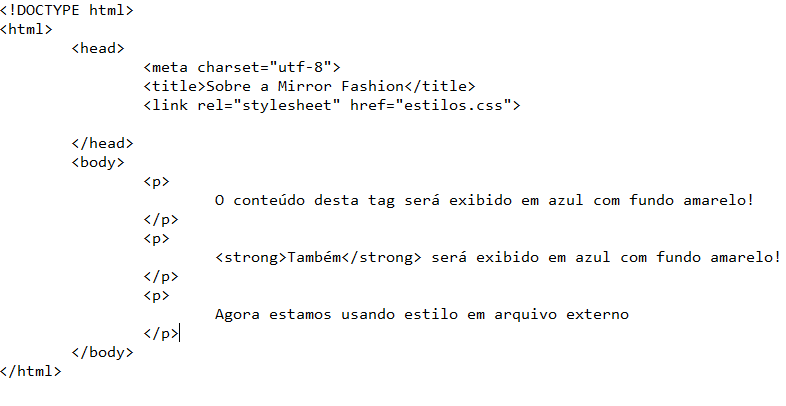 <!DOCTYPE html>
<html>
<head>
<meta charset="utf-8">
<title>Sobre a Mirror Fashion</title>
<link rel="stylesheet" href="estilos.css">
</head>
<body>
<p>
O conteúdo desta tag será exibido em azul com fundo amarelo!
</p>
<p>
<strong>Também</strong> será exibido em azul com fundo amarelo!
</p>
<p>
Agora estamos usando estilo em arquivo externo
</p>
</body>
</html>